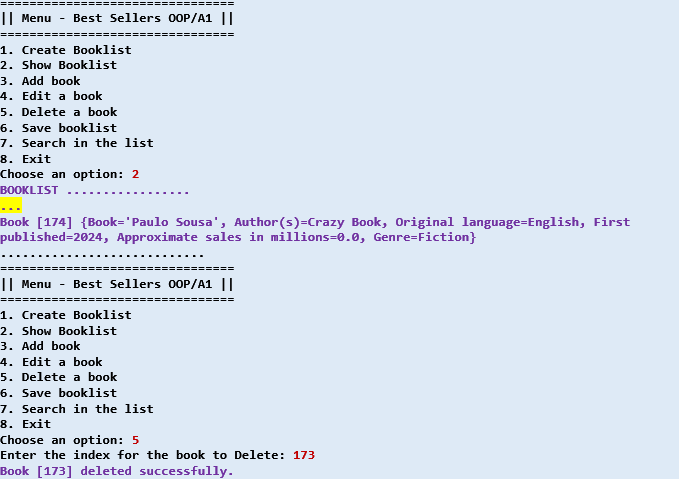 ================================
|| Menu - Best Sellers OOP/A1 ||
================================
1. Create Booklist
2. Show Booklist
3. Add book
4. Edit a book
5. Delete a book
6. Save booklist
7. Search in the list
8. Exit
Choose an option: 2
BOOKLIST .................
...
Book [174] {Book='Paulo Sousa', Author(s)=Crazy Book, Original language=English, First
published=2024, Approximate sales in millions=0.0, Genre=Fiction}
............................
================================
|| Menu - Best Sellers OOP/A1 ||
================================
1. Create Booklist
2. Show Booklist
3. Add book
4. Edit a book
5. Delete a book
6. Save booklist
7. Search in the list
8. Exit
Choose an option: 5
Enter the index for the book to Delete: 173
Book [173] deleted successfully.